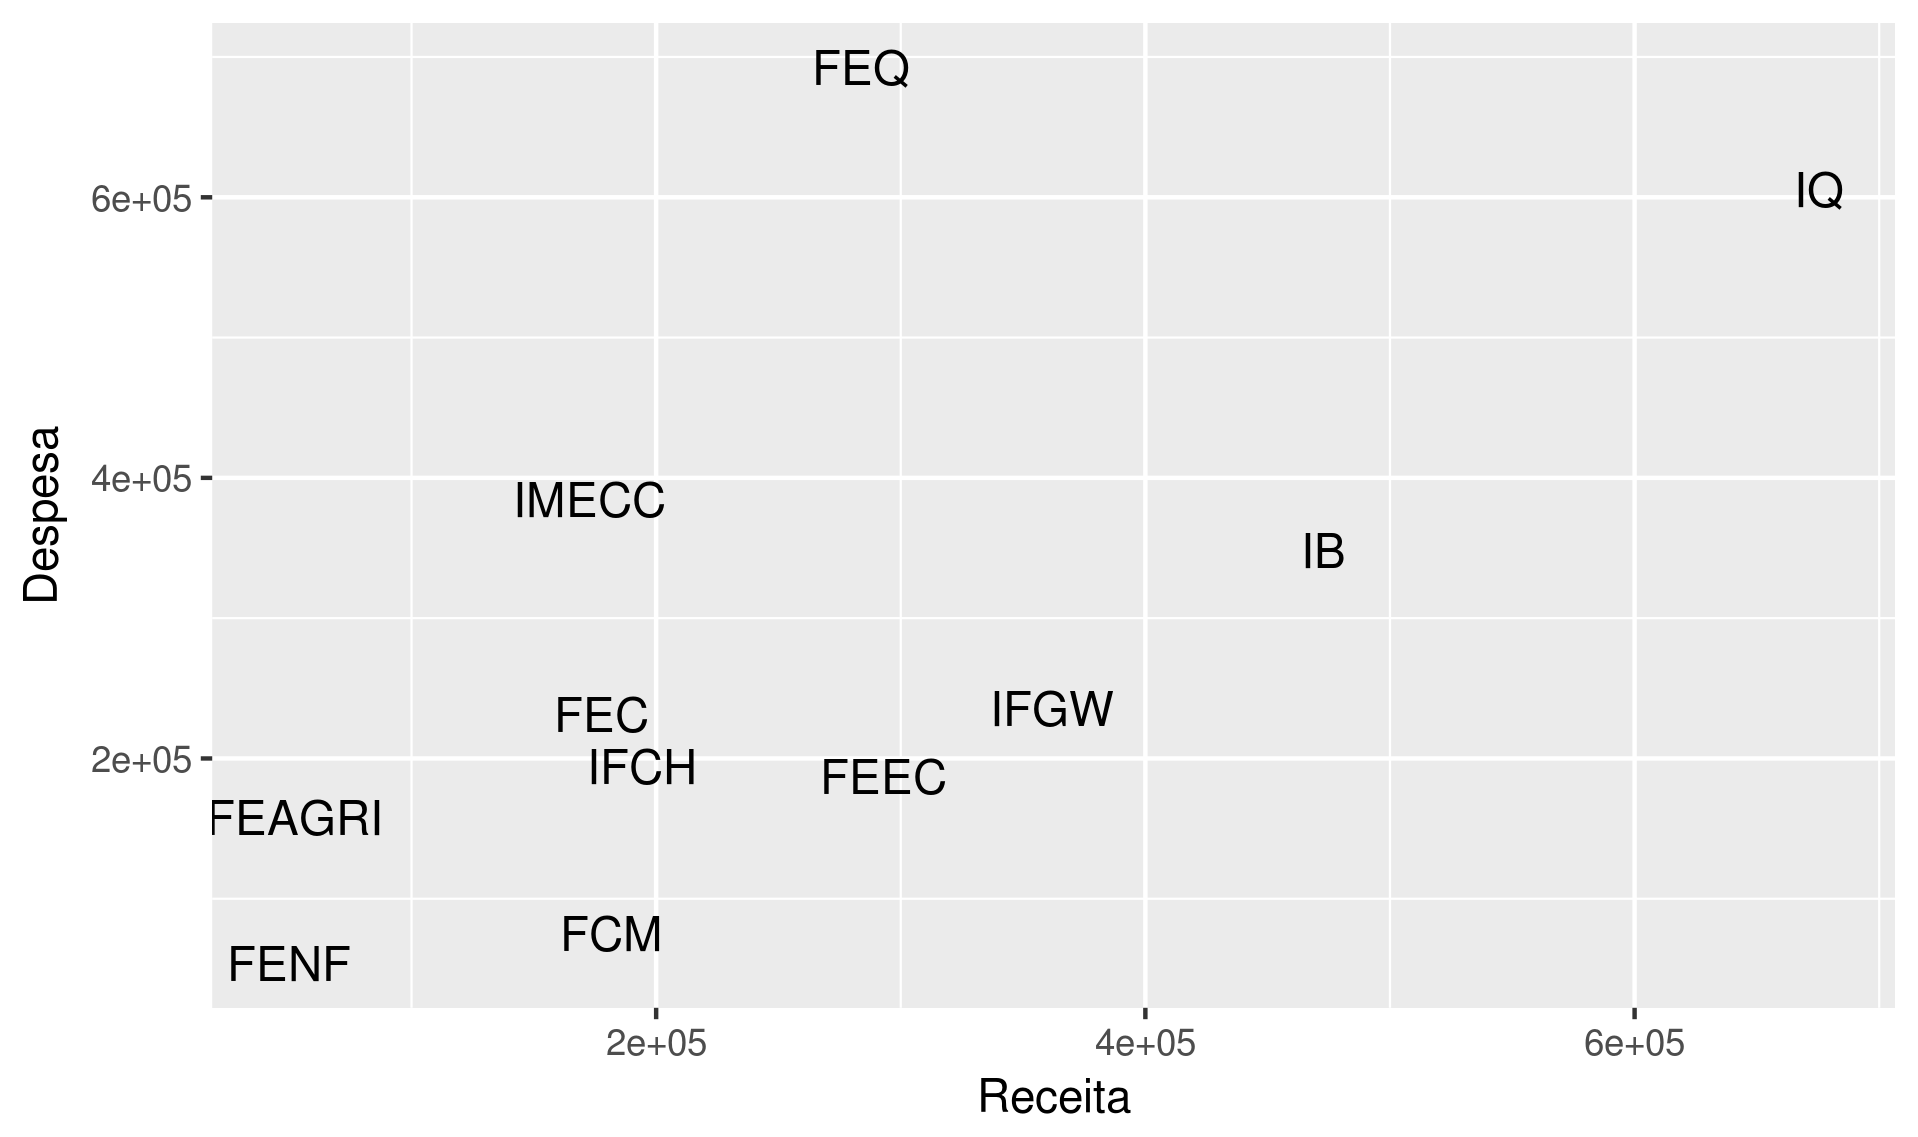 FEQ
IQ
6e+05
4e+05
IMECC
IB
Despesa
FEC
IFGW
2e+05
IFCH
FEEC
FEAGRI
FCM
FENF
2e+05
4e+05
6e+05
Receita